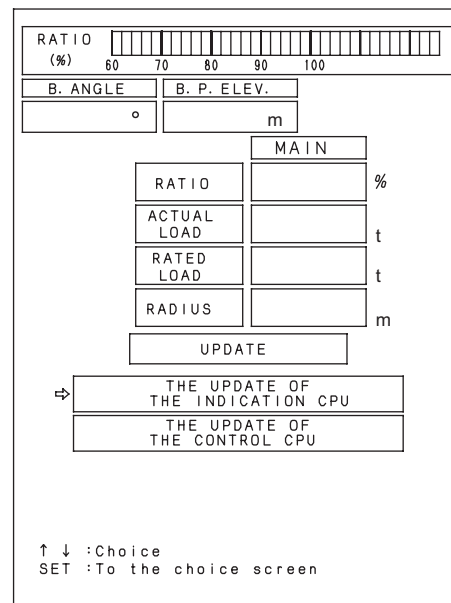 RATIO
(%)
60 70 80 90 100
B. ANGLE B. P. ELEV.
° m
MAIN
RATIO %
ACTUAL
LOAD t
RATED
LOAD t
RADIUS m
UPDATE
⇨ THE UPDATE OF
THE INDICATION CPU
THE UPDATE OF
THE CONTROL CPU
↑ ↓ :Choice
SET :To the choice screen